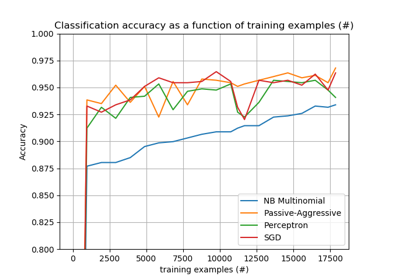 Classification accuracy as a function of training examples (#)
1.000
0.975
0.950
0.925
0.900
0.875
0.850
0.825
0.800
Accuracy
NB Multinomial
Passive-Aggressive
Perceptron
SGD
0 2500 5000 7500 10000 12500 15000 17500
training examples (#)